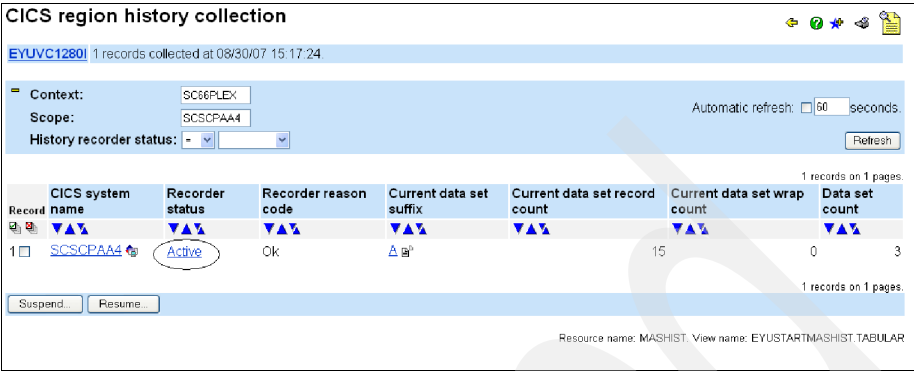 CICS region history collection
EYUVC1280I 1 records collected at 08/30/07 15:17:24.
Context: SC66PLEX
Automatic refresh: 60 seconds.
Scope: SCSCPAA4
History recorder status: =
Refresh
1 records on 1 pages.
Record CICS system name Recorder status Recorder reason code Current data set suffix Current data set record count Current data set wrap count Data set count
1 SCSCPAA4 Active Ok A 15 0 3
1 records on 1 pages.
Suspend... Resume...
Resource name: MASHIST. View name: EYUSTARTMASHIST.TABULAR